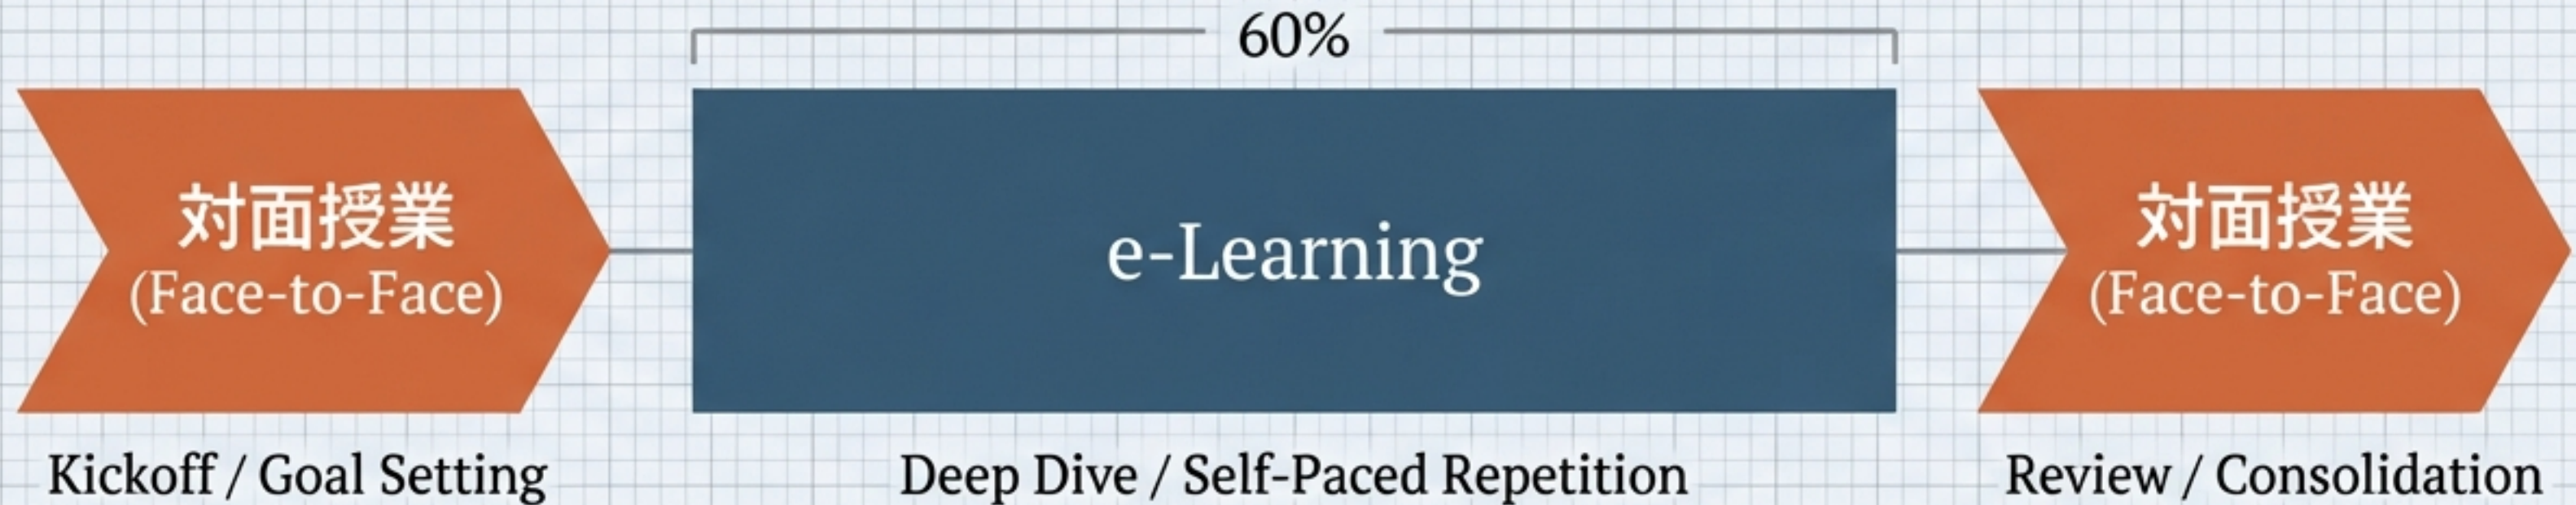 60%
対面授業
(Face-to-Face)
e-Learning
対面授業
(Face-to-Face)
Kickoff / Goal Setting
Deep Dive / Self-Paced Repetition
Review / Consolidation